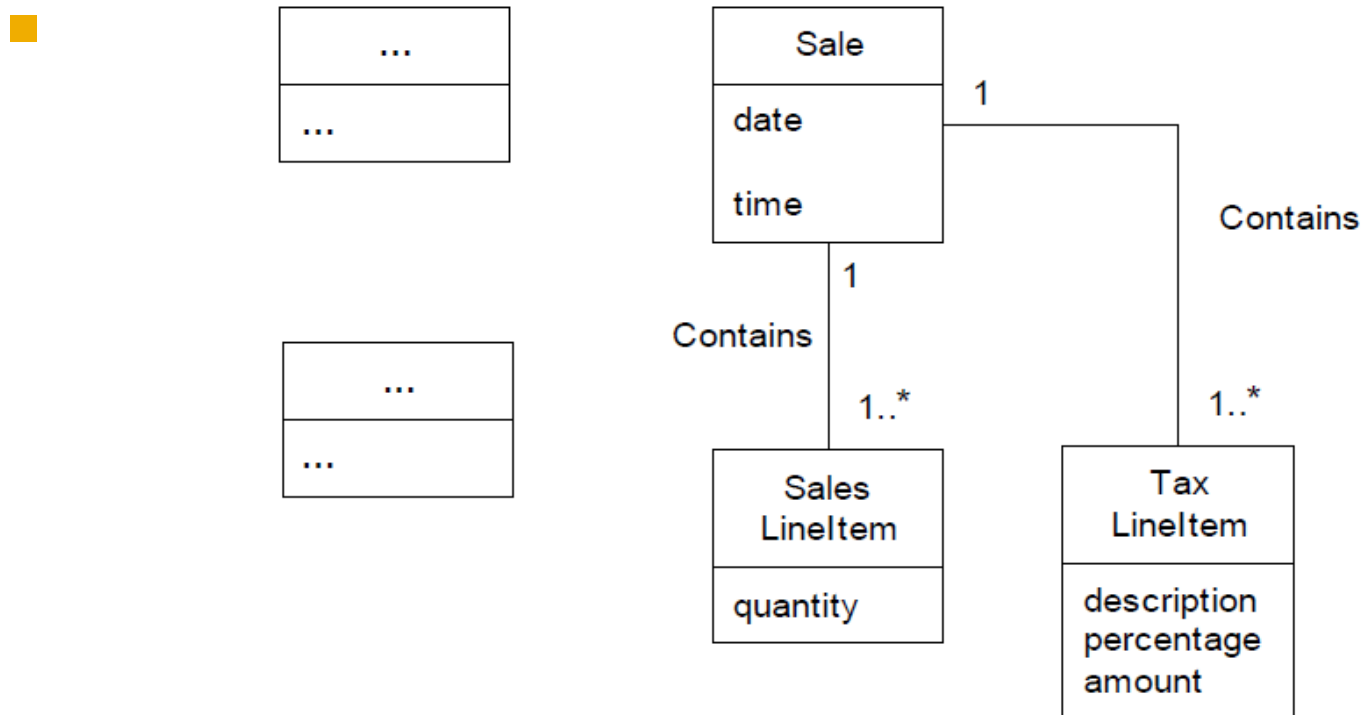 ...
...
Sale
date
time
1
Contains
1
Contains
1..*
1..*
...
...
Sales
LineItem
quantity
Tax
LineItem
description
percentage
amount